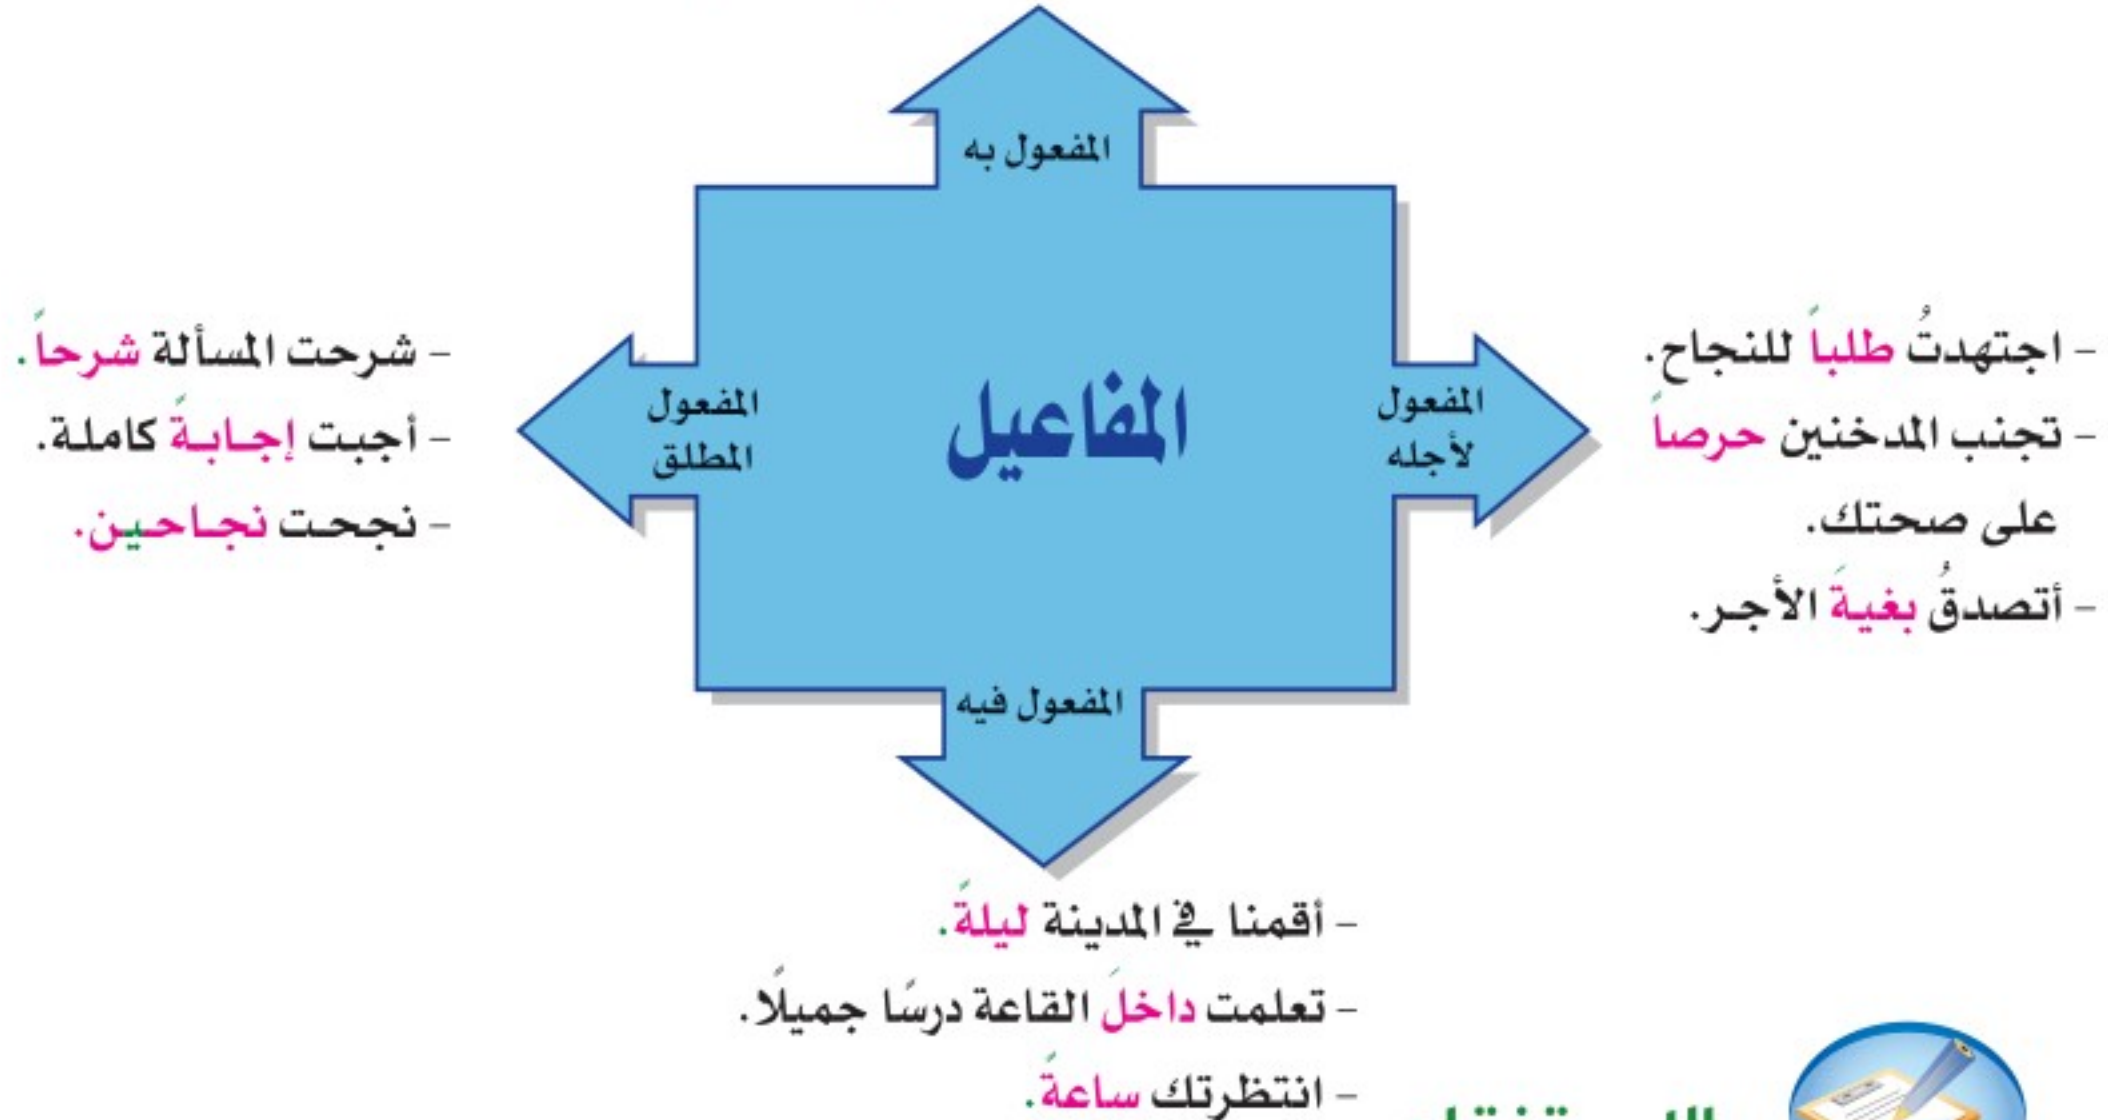 المفعول به
المفاعيل
المفعول
لأجله
- اجتهدتُ طلباً للنجاح.
- تجنب المدخنين حرصاً
على صحتك.
- أتصدقُ بغيةَ الأجر.
المفعول
المطلق
- شرحت المسألة شرحاً.
- أجبت إجابةً كاملة.
- نجحت نجاحين.
المفعول فيه
- أقمنا في المدينة ليلةً.
- تعلمت داخلَ القاعة درسًا جميلًا.
- انتظرتك ساعةً.